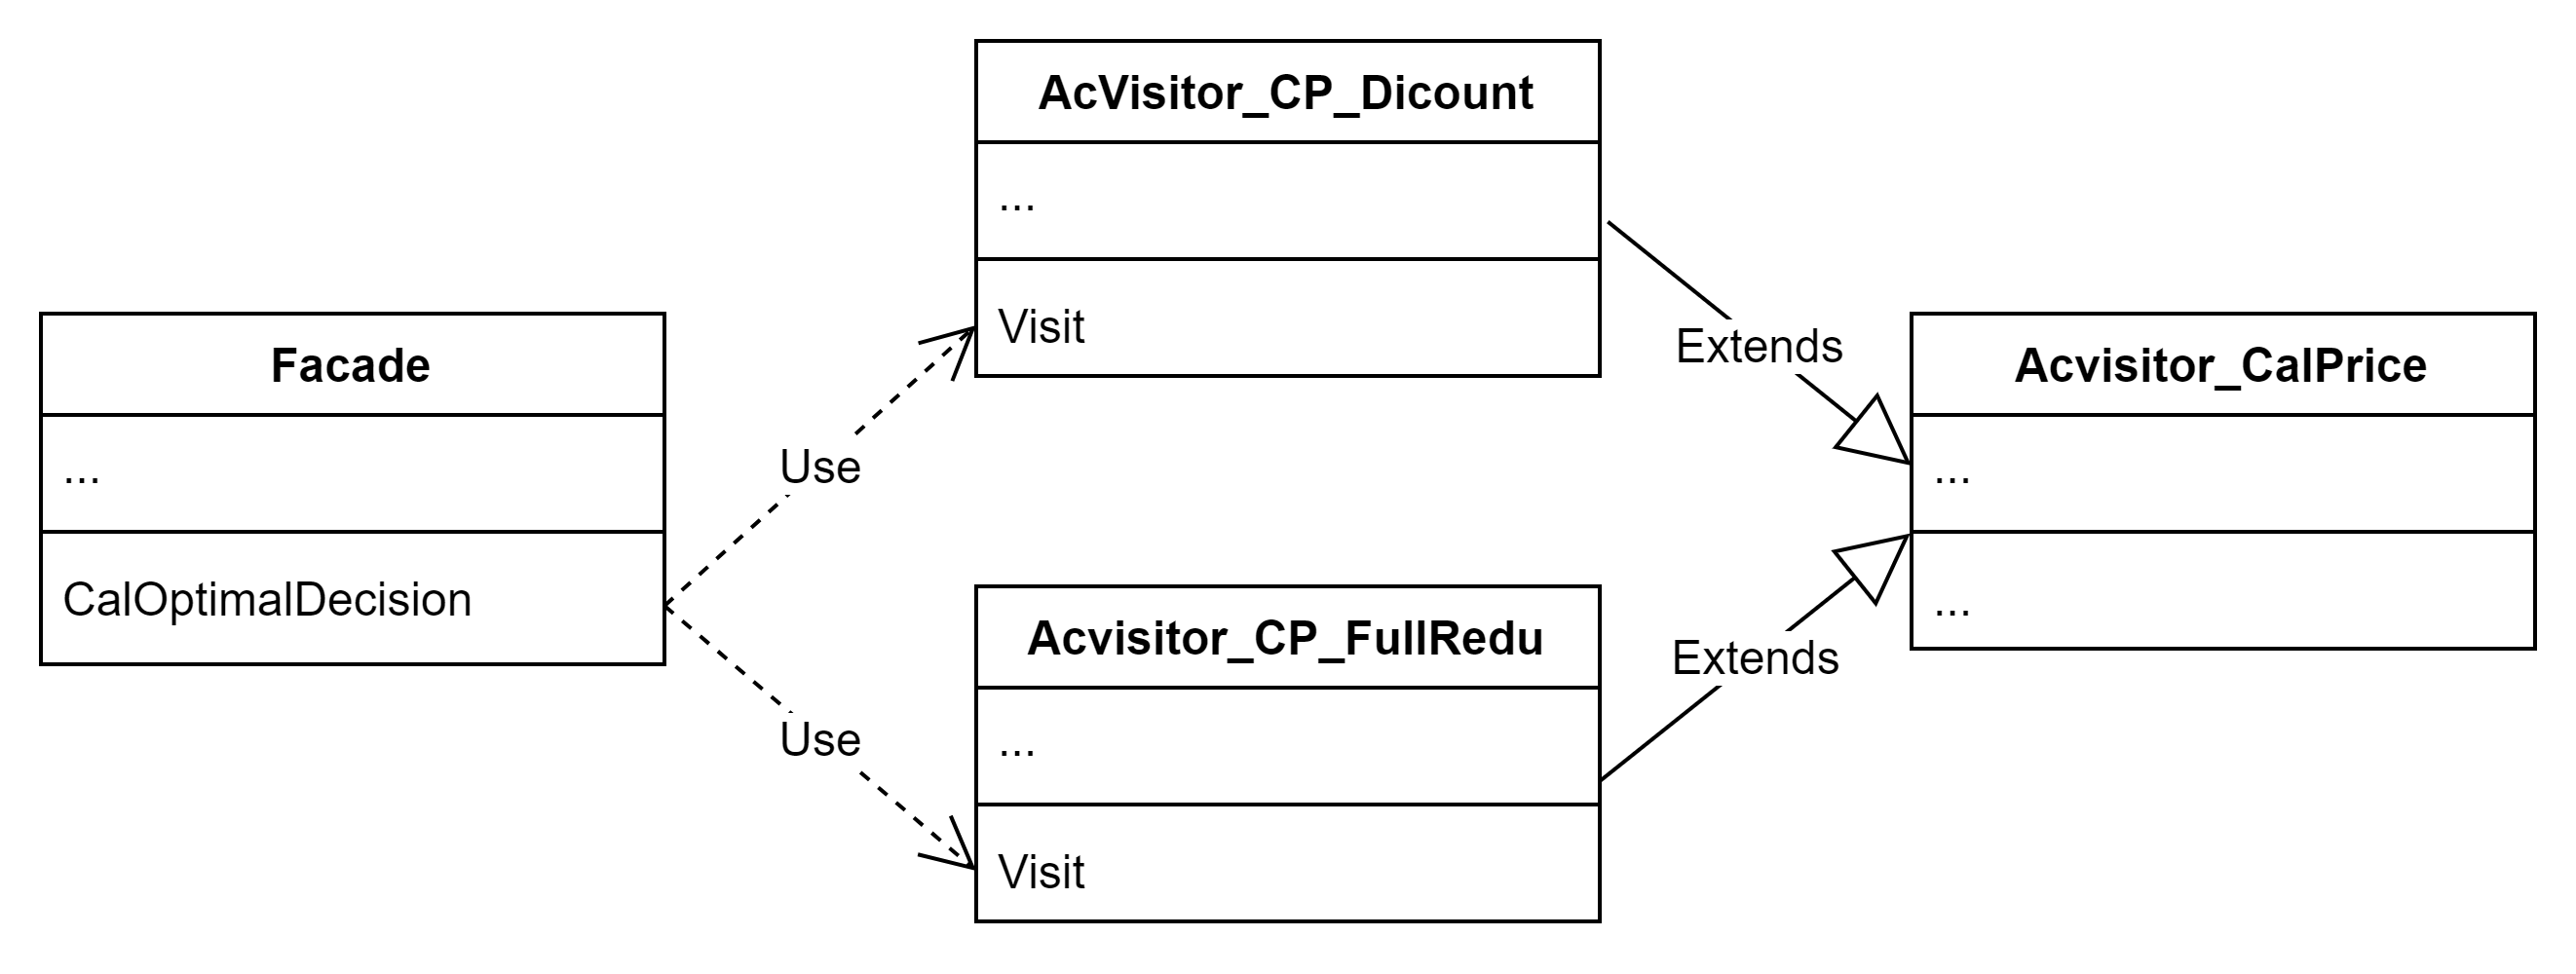 Facade
...
CalOptimalDecision
Use
Use
AcVisitor_CP_Dicount
...
Visit
Acvisitor_CP_FullRedu
...
Visit
Extends
Extends
Acvisitor_CalPrice
...
...